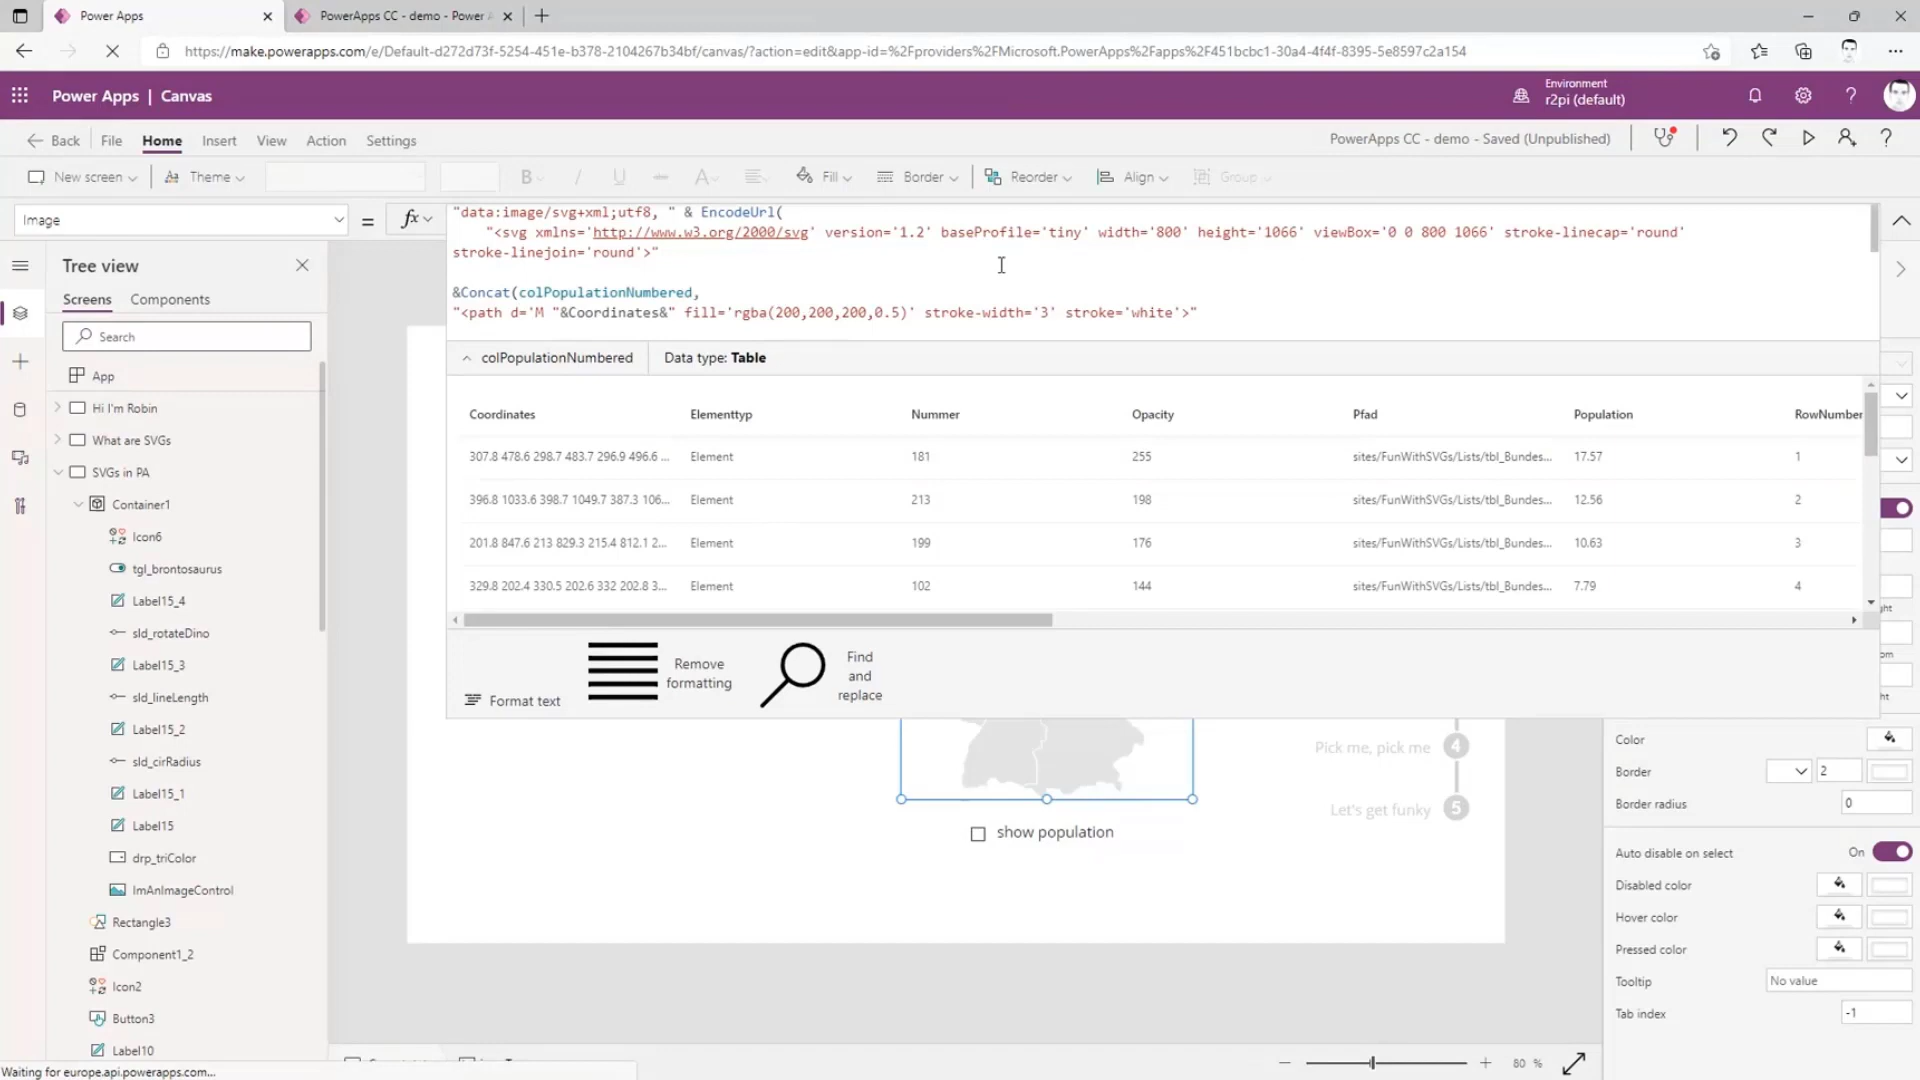 Power Apps
PowerApps CC - demo - Power A
https://make.powerapps.com/e/Default-d272d73f-5254-451e-b378-2104267b34bf/canvas/?action=edit&app-id=%2Fproviders%2FMicrosoft.PowerApps%2Fapps%2F451bcbc1-30a4-4f4f-8395-5e8597c2a154
Power Apps | Canvas
Environment
r2pi (default)
Back
File
Home
Insert
View
Action
Settings
PowerApps CC - demo - Saved (Unpublished)
New screen
Theme
Fill
Border
Reorder
Align
Group
Image
=
fx
"data:image/svg+xml;utf8, " & EncodeUrl(
"<svg xmlns='http://www.w3.org/2000/svg' version='1.2' baseProfile='tiny' width='800' height='1066' viewBox='0 0 800 1066' stroke-linecap='round'
stroke-linejoin='round'>"
&Concat(colPopulationNumbered,
"<path d='M "&Coordinates&" fill='rgba(200,200,200,0.5)' stroke-width='3' stroke='white'>"
colPopulationNumbered
Data type: Table
Coordinates Elementtyp Nummer Opacity Pfad Population RowNumber
307.8 478.6 298.7 483.7 296.9 496.6 ... Element 181 255 sites/FunWithSVGs/Lists/tbl_Bundes... 17.57 1
396.8 1033.6 398.7 1049.7 387.3 106... Element 213 198 sites/FunWithSVGs/Lists/tbl_Bundes... 12.56 2
201.8 847.6 213 829.3 215.4 812.1 2... Element 199 176 sites/FunWithSVGs/Lists/tbl_Bundes... 10.63 3
329.8 202.4 330.5 202.6 332 202.8 3... Element 102 144 sites/FunWithSVGs/Lists/tbl_Bundes... 7.79 4
Format text
Remove
formatting
Find
and
replace
Tree view
Screens
Components
Search
App
Hi I'm Robin
What are SVGs
SVGs in PA
Container1
Icon6
tgl_brontosaurus
Label15_4
sld_rotateDino
Label15_3
sld_lineLength
Label15_2
sld_cirRadius
Label15_1
Label15
drp_triColor
ImAnImageControl
Rectangle3
Component1_2
Icon2
Button3
Label10
Pick me, pick me 4
Let's get funky 5
show population
Color
Border 2
Border radius 0
Auto disable on select On
Disabled color
Hover color
Pressed color
Tooltip No value
Tab index -1
80 %
Waiting for europe.api.powerapps.com...